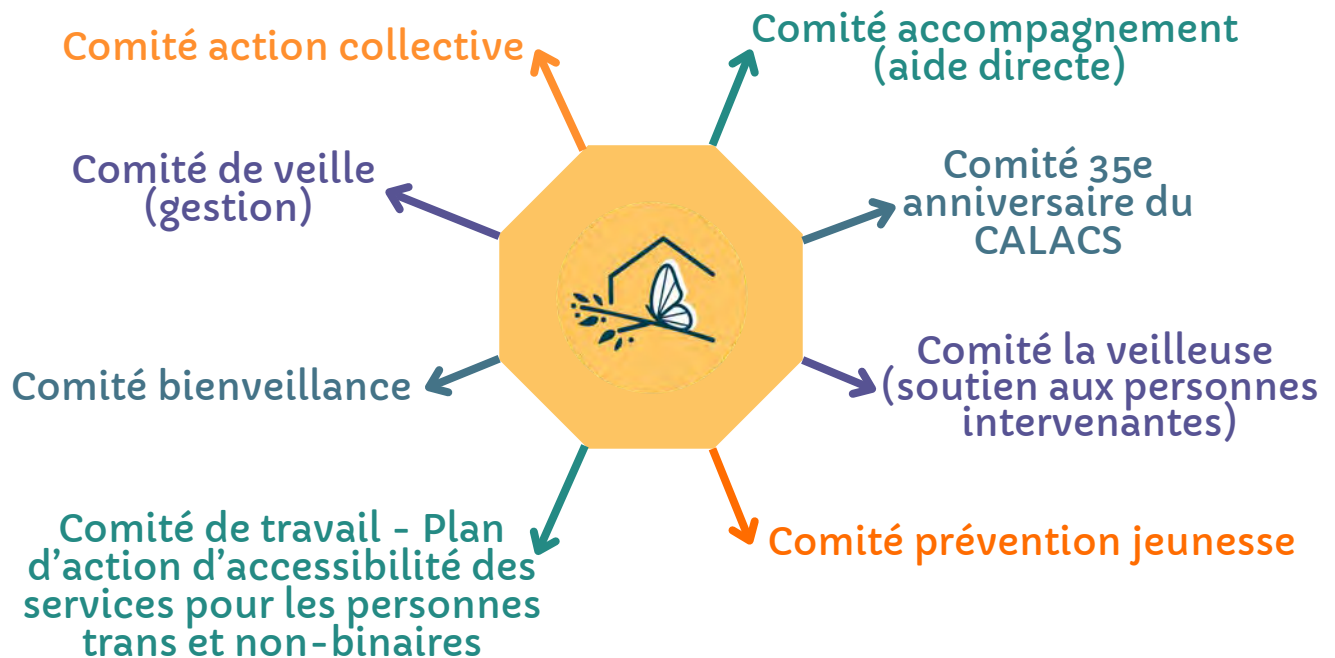 Comité action collective
Comité accompagnement
(aide directe)
Comité de veille
(gestion)
Comité 35e
anniversaire du
CALACS
Comité bienveillance
Comité la veilleuse
(soutien aux personnes
intervenantes)
Comité de travail - Plan
d’action d’accessibilité des
services pour les personnes
trans et non-binaires
Comité prévention jeunesse